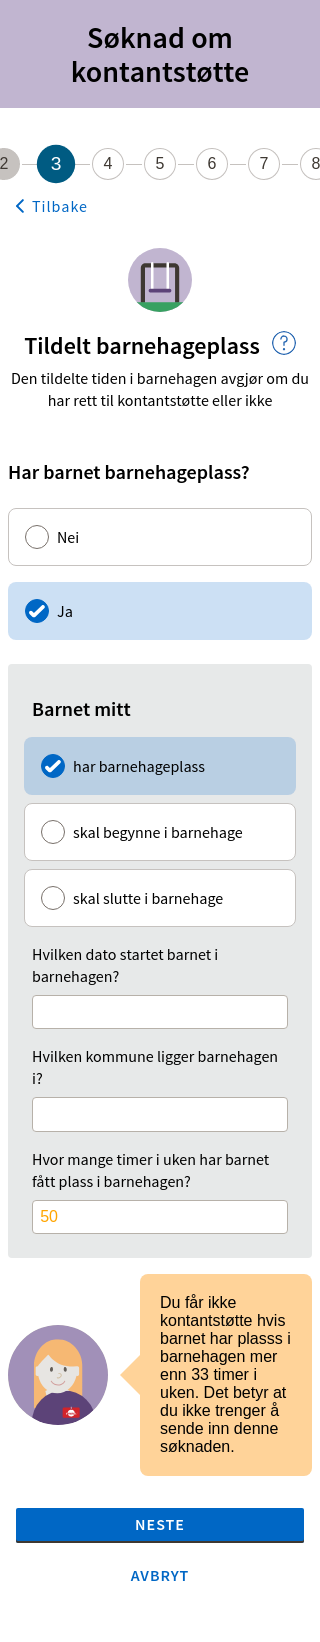 Søknad om
kontantstøtte
2 3 4 5 6 7 8
Tilbake
Tildelt barnehageplass ?
Den tildelte tiden i barnehagen avgjør om du
har rett til kontantstøtte eller ikke
Har barnet barnehageplass?
Nei
Ja
Barnet mitt
har barnehageplass
skal begynne i barnehage
skal slutte i barnehage
Hvilken dato startet barnet i
barnehagen?
Hvilken kommune ligger barnehagen
i?
Hvor mange timer i uken har barnet
fått plass i barnehagen?
50
Du får ikke
kontantstøtte hvis
barnet har plasss i
barnehagen mer
enn 33 timer i
uken. Det betyr at
du ikke trenger å
sende inn denne
søknaden.
NESTE
AVBRYT